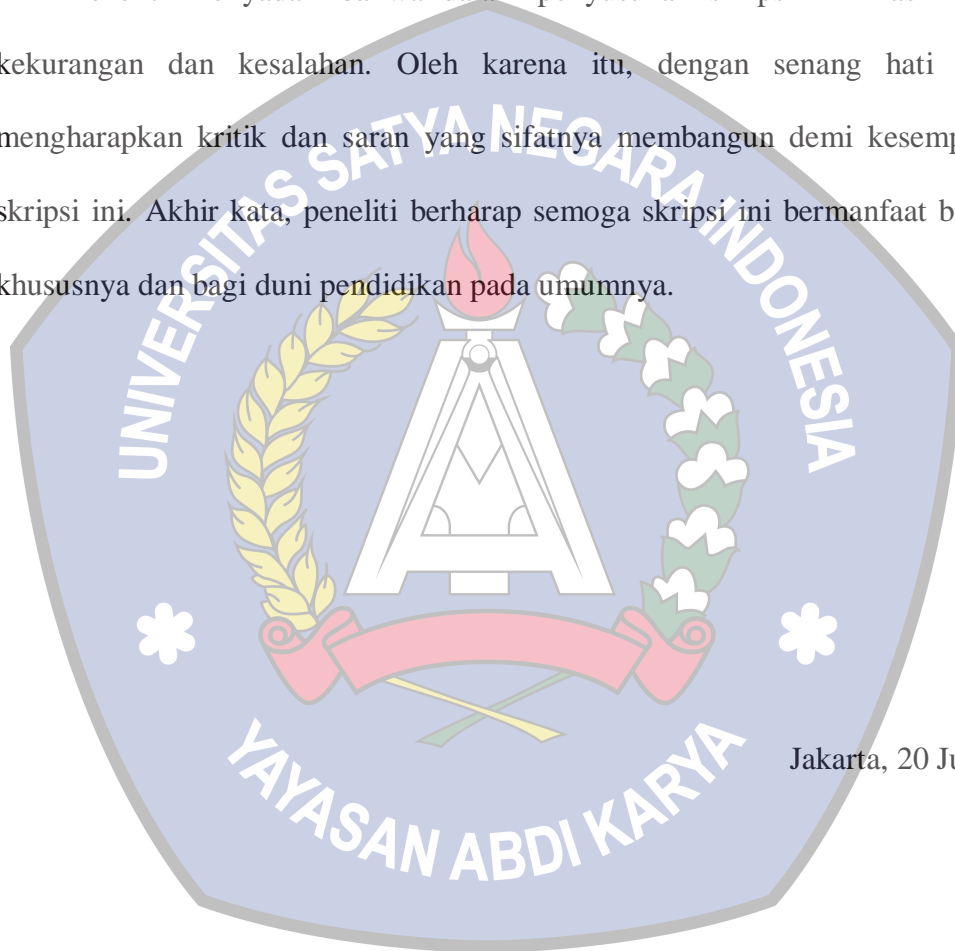 kekurangan dan kesalahan. Oleh karena itu, dengan senang hati
mengharapkan kritik dan saran yang sifatnya membangun demi
skripsi ini. Akhir kata, peneliti berharap semoga skripsi ini bermanfaat
khususnya dan bagi duni pendidikan pada umumnya.
UNIVERSITAS SATYA NEGARA INDONESIA
Jakarta, 20
YAYASAN ABDI KARYA